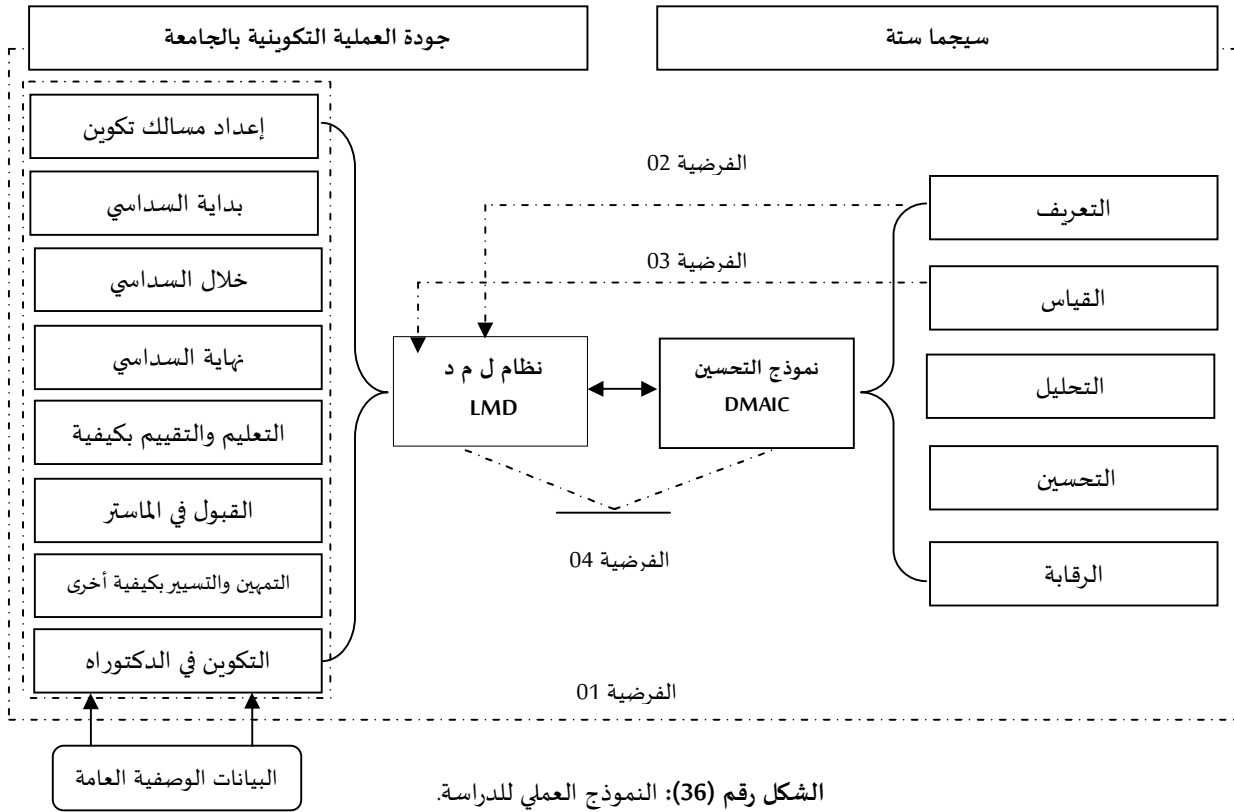 سيجما ستة
جودة العملية التكوينية بالجامعة
التعريف
القياس
التحليل
التحسين
الرقابة
الفرضية 02
الفرضية 03
نموذج التحسين
DMAIC
نظام ل م د
LMD
الفرضية 04
الفرضية 01
إعداد مسالك تكوين
بداية السداسي
خلال السداسي
نهاية السداسي
التعليم والتقييم بكيفية
القبول في الماستر
التمهين والتسيير بكيفية أخرى
التكوين في الدكتوراه
البيانات الوصفية العامة
الشكل رقم (36): النموذج العملي للدراسة.